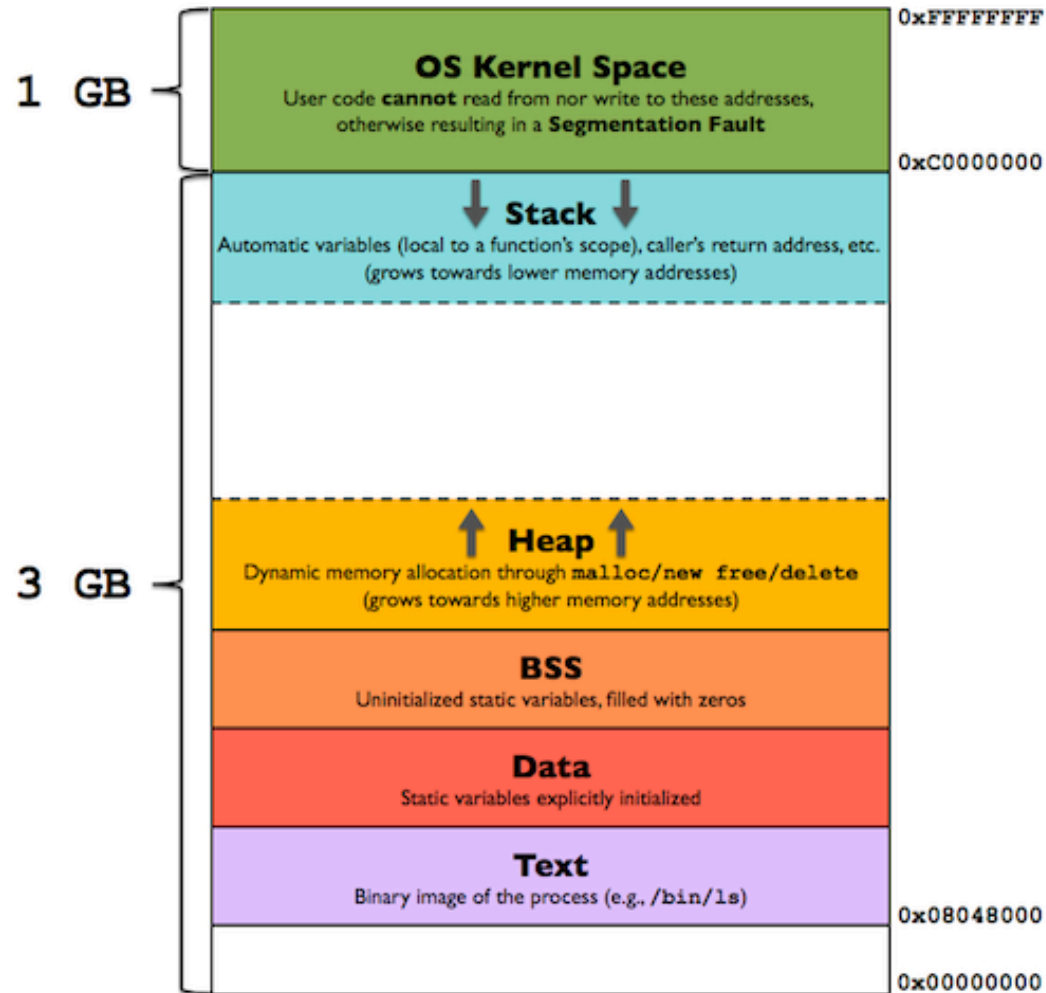 0xFFFFFFFF
1 GB
OS Kernel Space
User code cannot read from nor write to these addresses,
otherwise resulting in a Segmentation Fault
0xC0000000
Stack
Automatic variables (local to a function's scope), caller's return address, etc.
(grows towards lower memory addresses)
3 GB
Heap
Dynamic memory allocation through malloc/new free/delete
(grows towards higher memory addresses)
BSS
Uninitialized static variables, filled with zeros
Data
Static variables explicitly initialized
Text
Binary image of the process (e.g., /bin/ls)
0x08048000
0x00000000